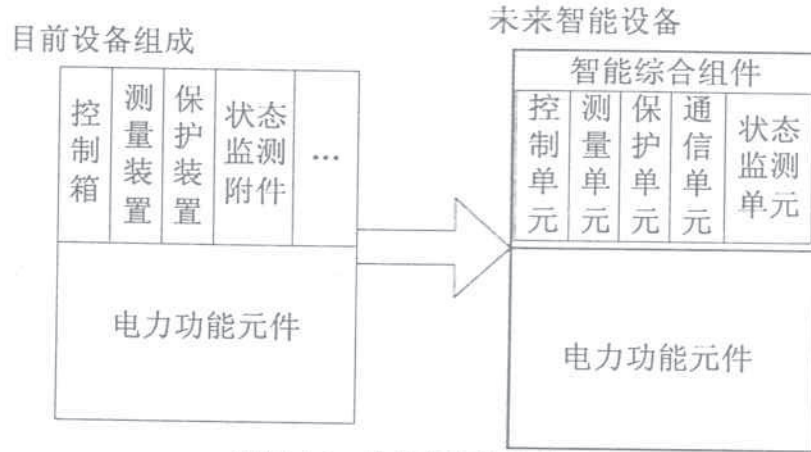 目前设备组成
未来智能设备
控制箱
测量装置
保护装置
状态
监测
附件
...
电力功能元件
智能综合组件
控制单元
测量单元
保护单元
通信单元
状态
监测
单元
电力功能元件